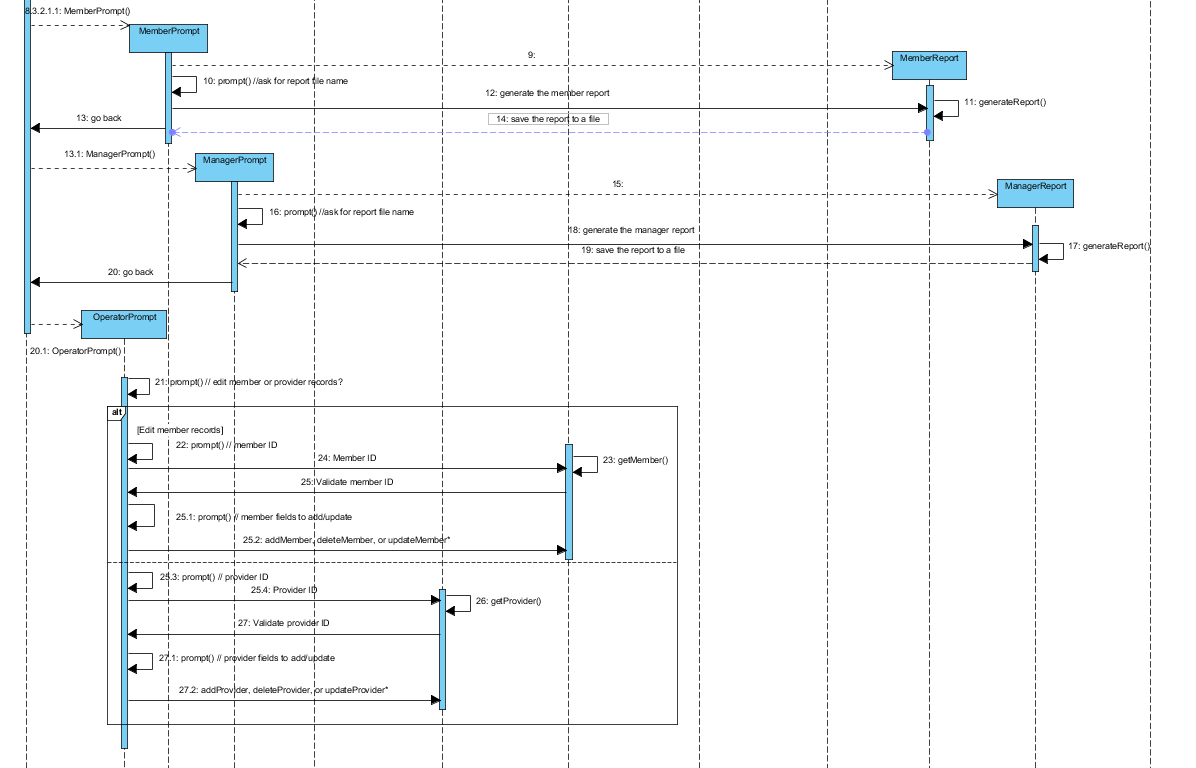 8.3.2.1.1: MemberPrompt()
MemberPrompt
9:
MemberReport
10: prompt() //ask for report file name
12: generate the member report
11: generateReport()
13: go back
14: save the report to a file
13.1: ManagerPrompt()
ManagerPrompt
15:
ManagerReport
16: prompt() //ask for report file name
18: generate the manager report
17: generateReport()
19: save the report to a file
20: go back
OperatorPrompt
20.1: OperatorPrompt()
21: prompt() // edit member or provider records?
alt
[Edit member records]
22: prompt() // member ID
24: Member ID
23: getMember()
25: Validate member ID
25.1: prompt() // member fields to add/update
25.2: addMember, deleteMember, or updateMember*
25.3: prompt() // provider ID
25.4: Provider ID
26: getProvider()
27: Validate provider ID
27.1: prompt() // provider fields to add/update
27.2: addProvider, deleteProvider, or updateProvider*